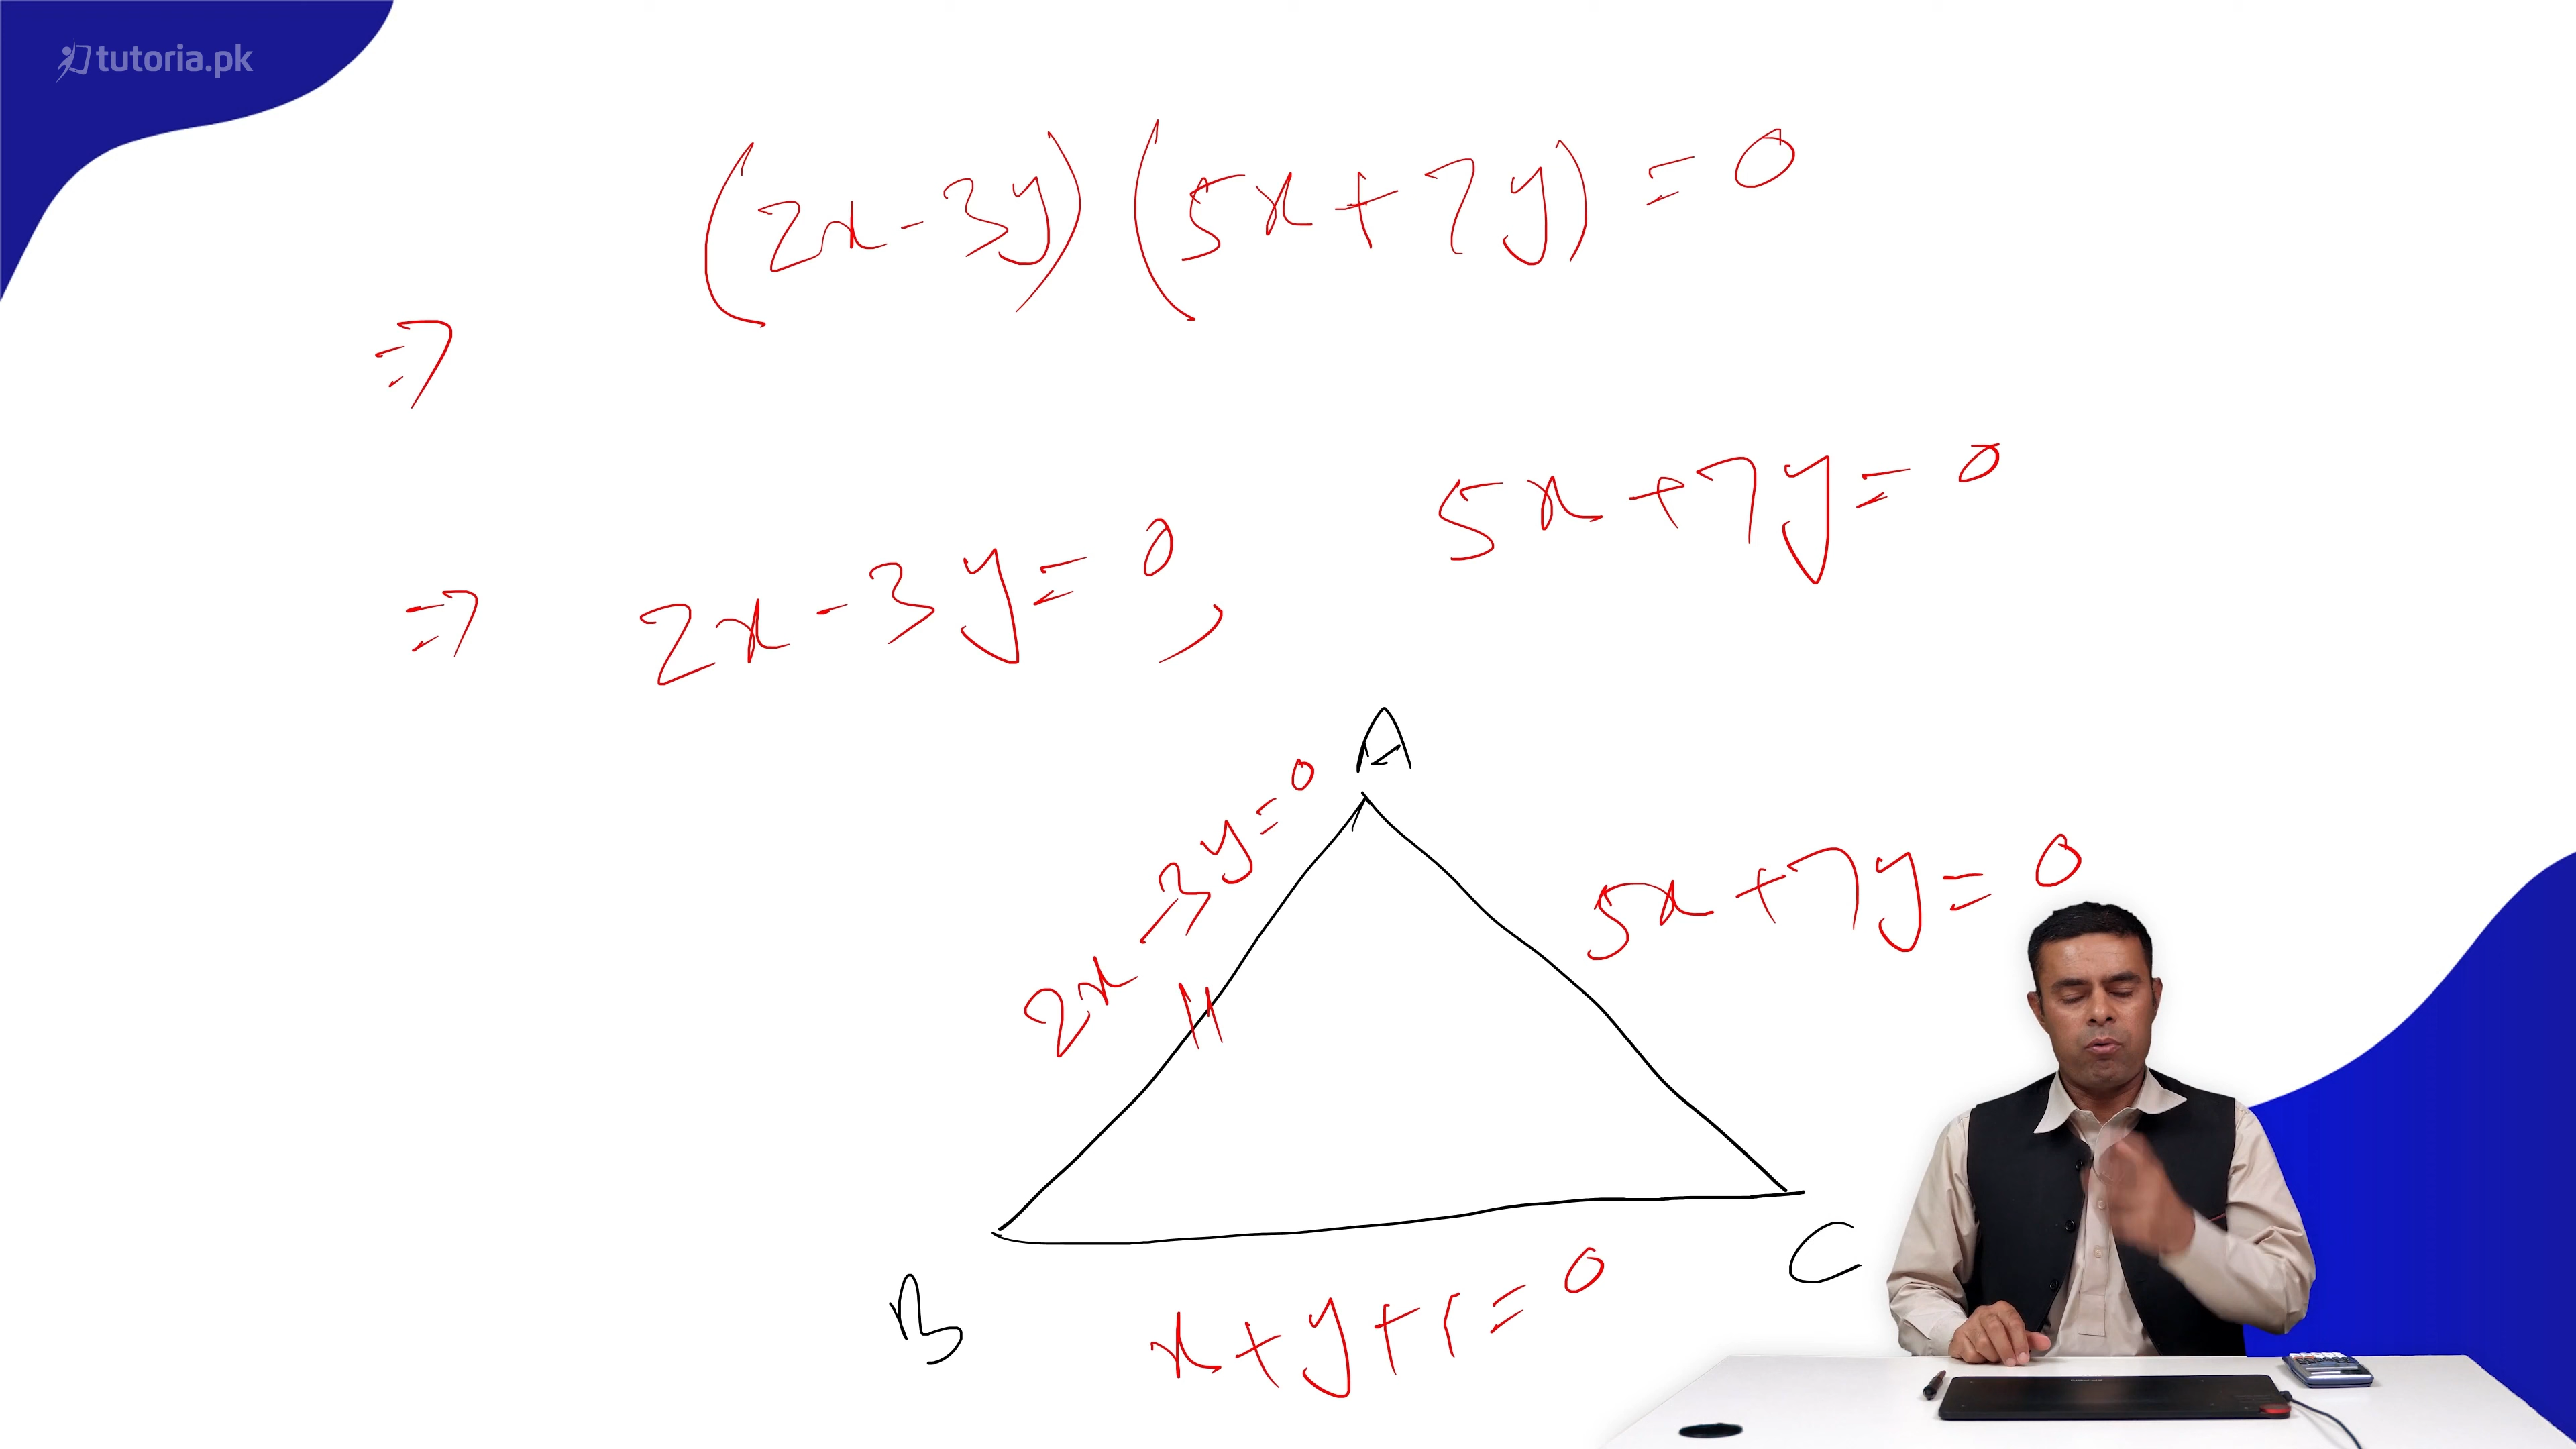 tutoria.pk
(2x-3y)(5x+7y)=0
⇒
⇒ 2x-3y=0, 5x+7y=0
A
2x-3y=0
5x+7y=0
B
C
x+y+1=0